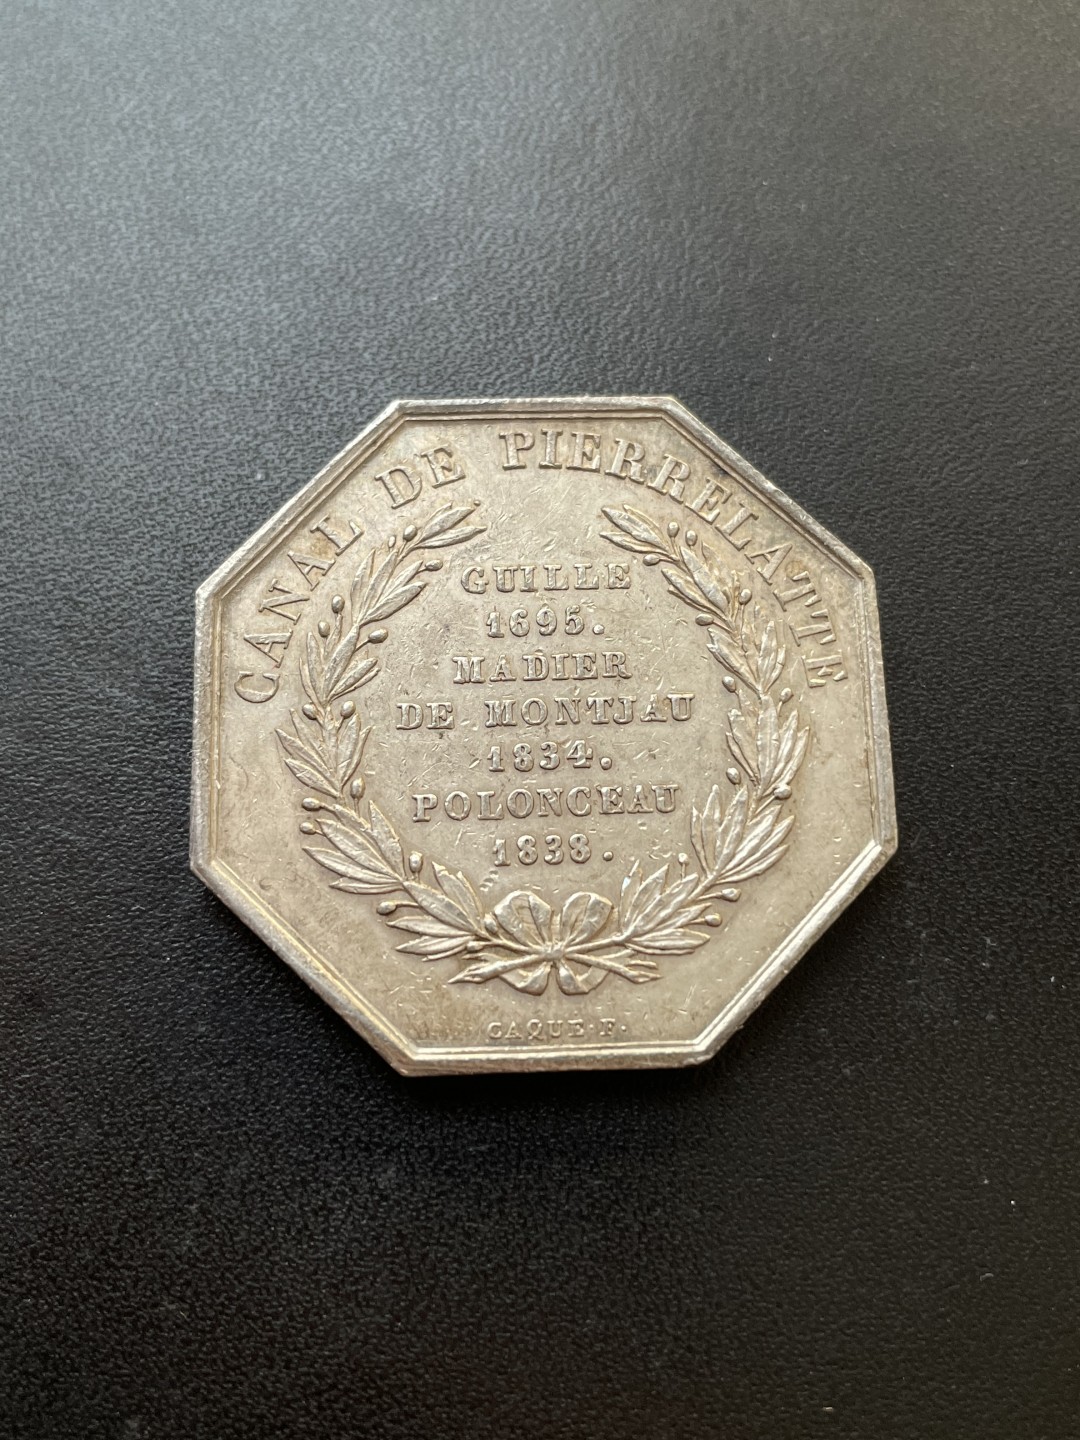 CANAL DE PIERRELATTE
GUILLE
1695.
MADIER
DE MONTJAU
1834.
POLONCEAU
1838.
CAQUE·F·